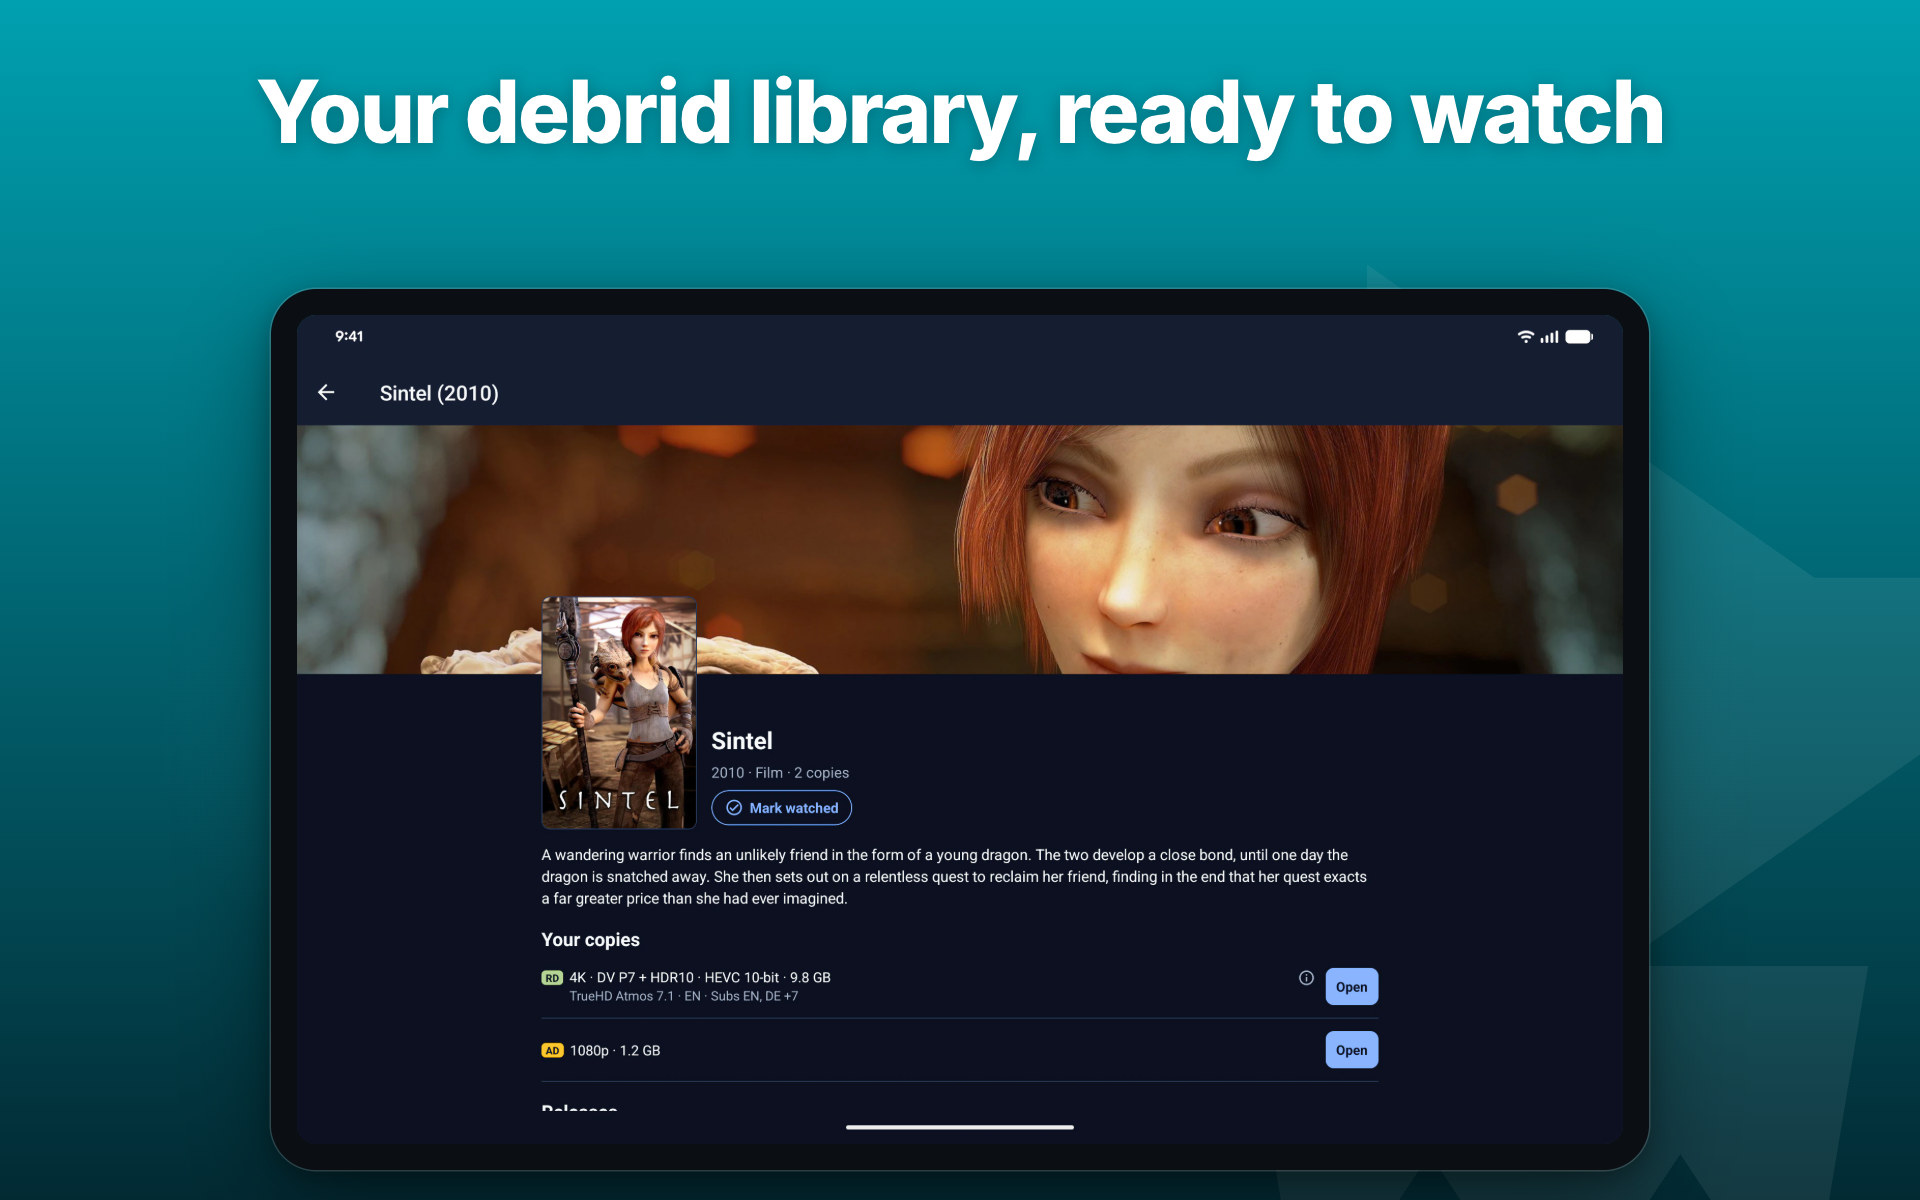 Your debrid library, ready to watch
9:41
Sintel (2010)
SINTEL
Sintel
2010 · Film · 2 copies
Mark watched
A wandering warrior finds an unlikely friend in the form of a young dragon. The two develop a close bond, until one day the
dragon is snatched away. She then sets out on a relentless quest to reclaim her friend, finding in the end that her quest exacts
a far greater price than she had ever imagined.
Your copies
RD 4K · DV P7 + HDR10 · HEVC 10-bit · 9.8 GB
TrueHD Atmos 7.1 · EN · Subs EN, DE +7
Open
AD 1080p · 1.2 GB
Open
Releases